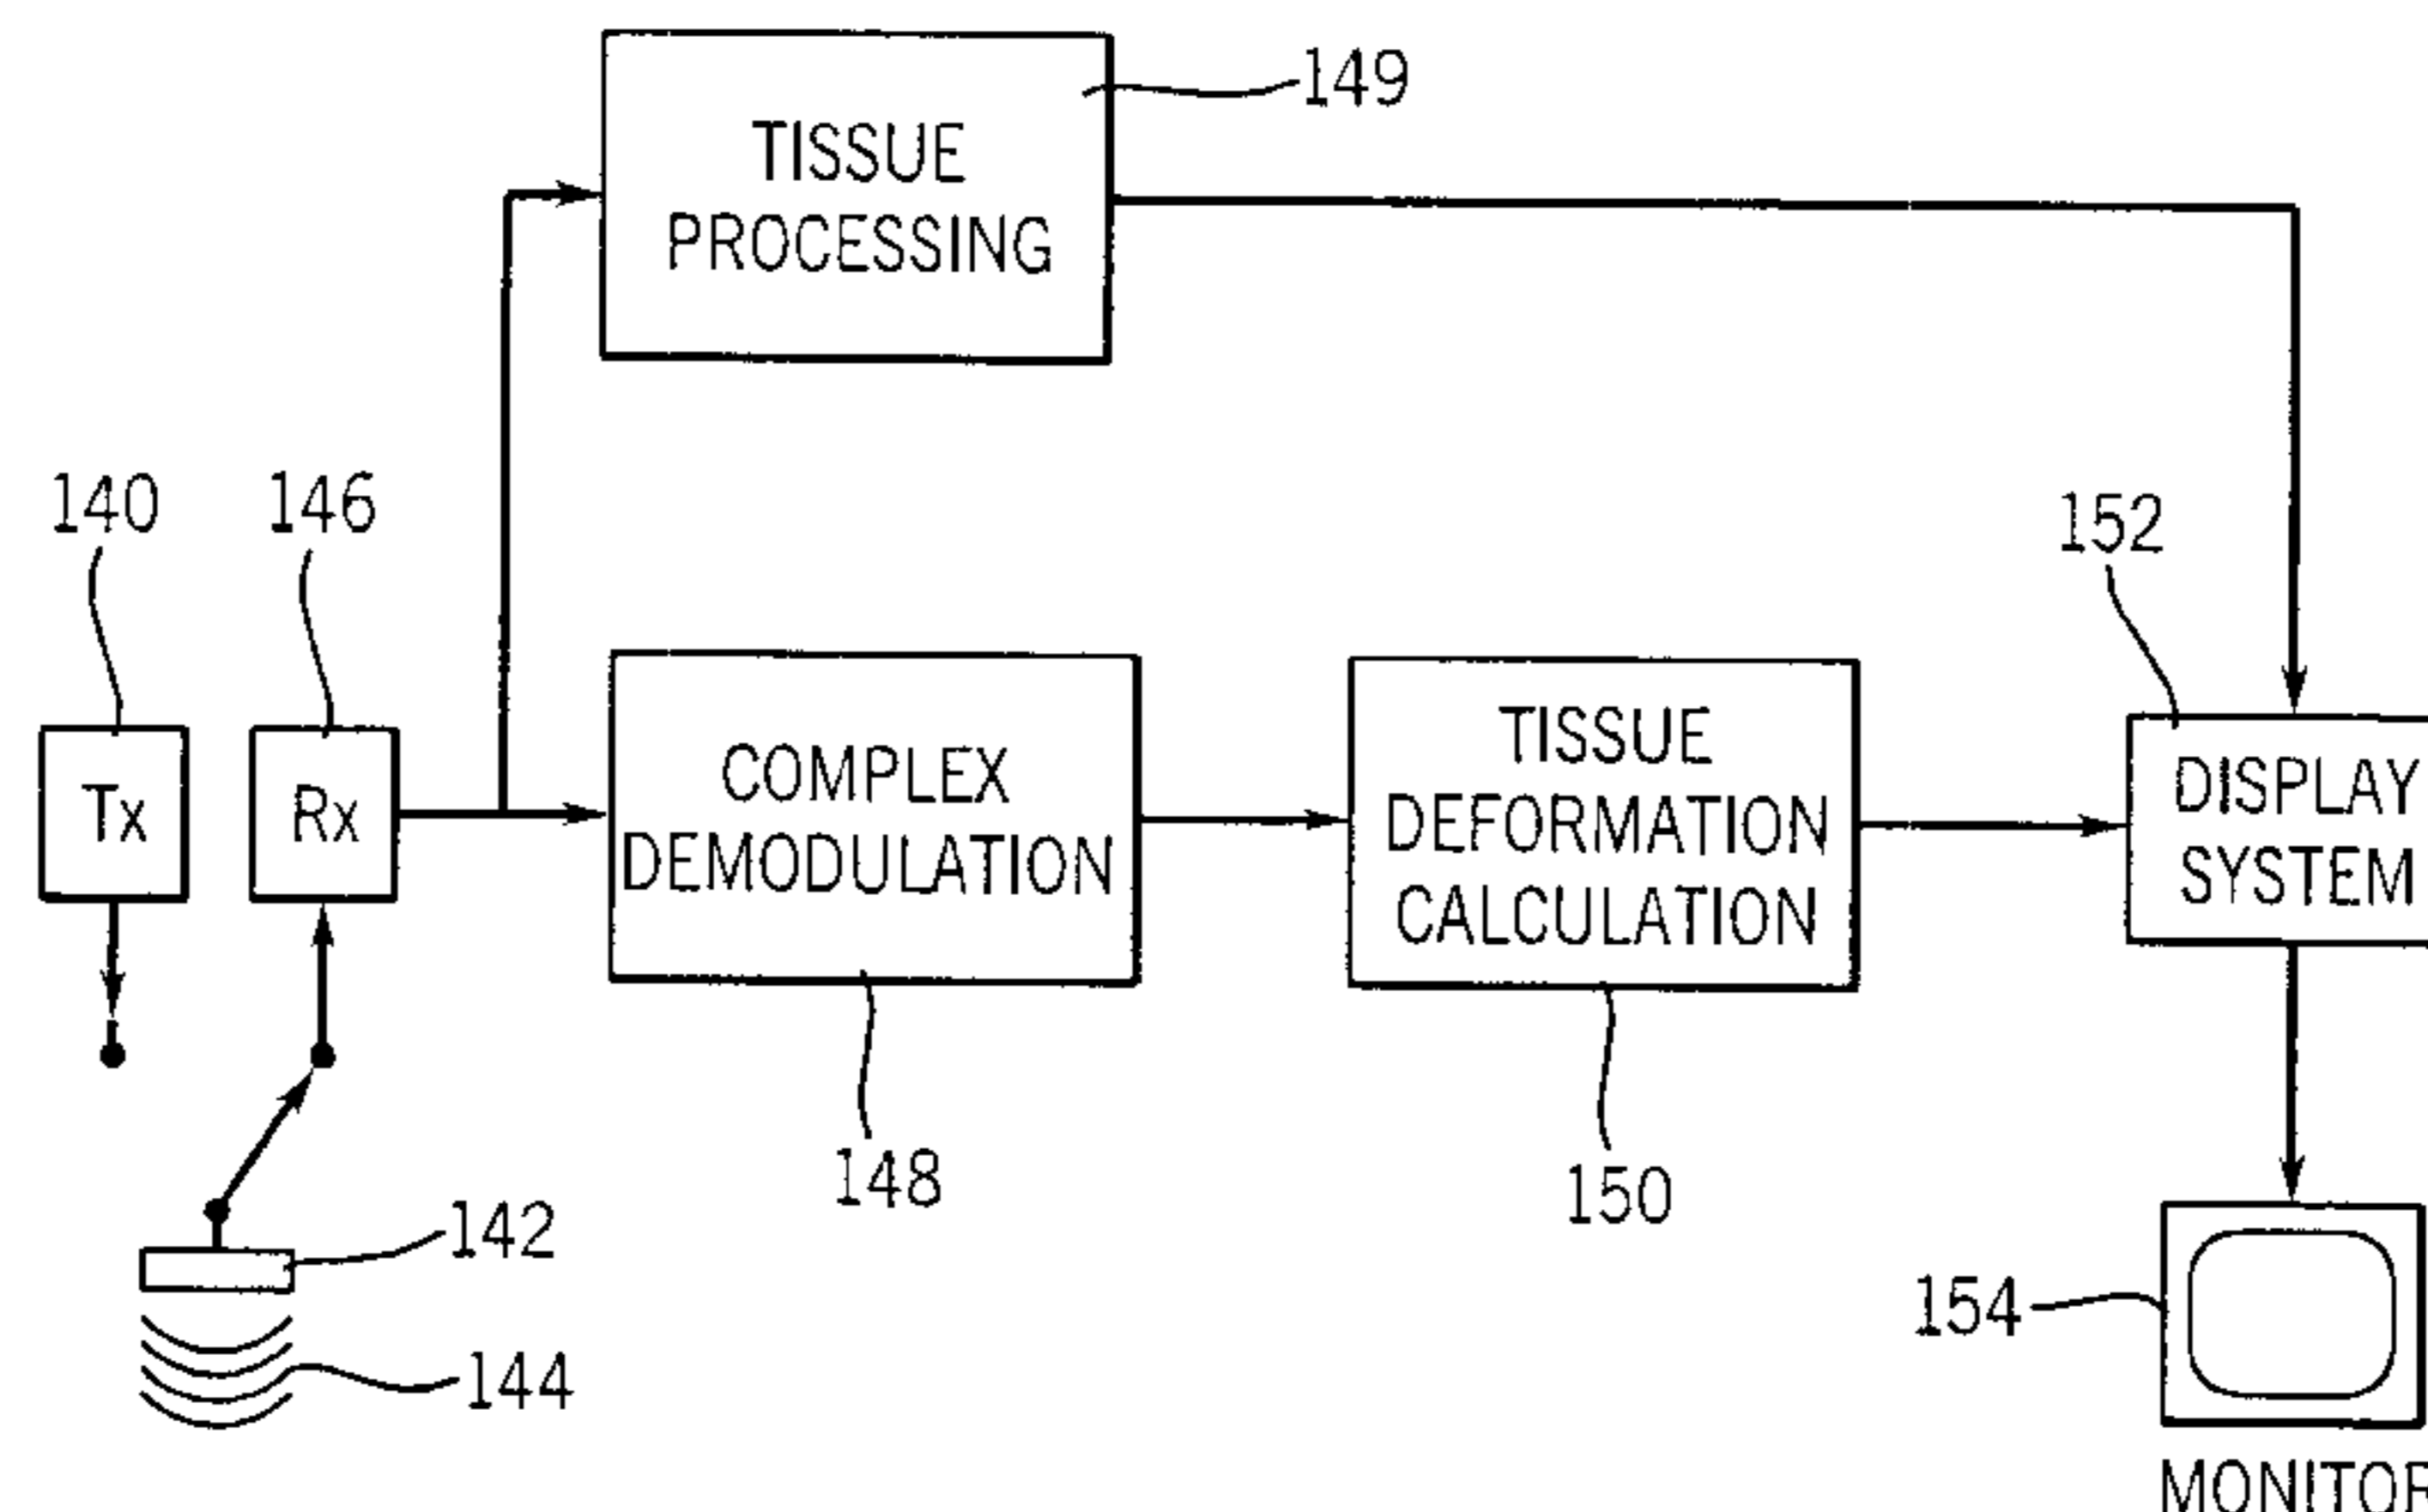 149
TISSUE
PROCESSING
140
146
152
Tx
Rx
COMPLEX
DEMODULATION
TISSUE
DEFORMATION
CALCULATION
DISPLAY
SYSTEM
148
150
142
154
144
MONITOR